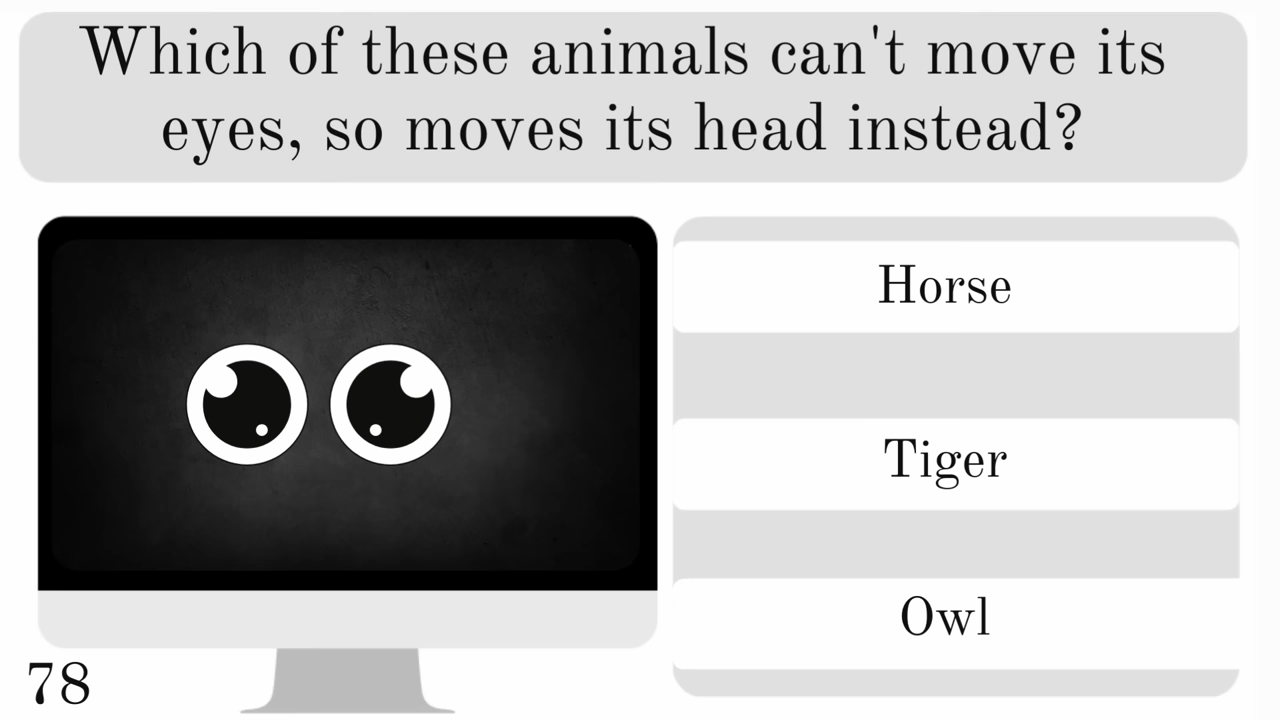 Which of these animals can't move its
eyes, so moves its head instead?
Horse
Tiger
Owl
78